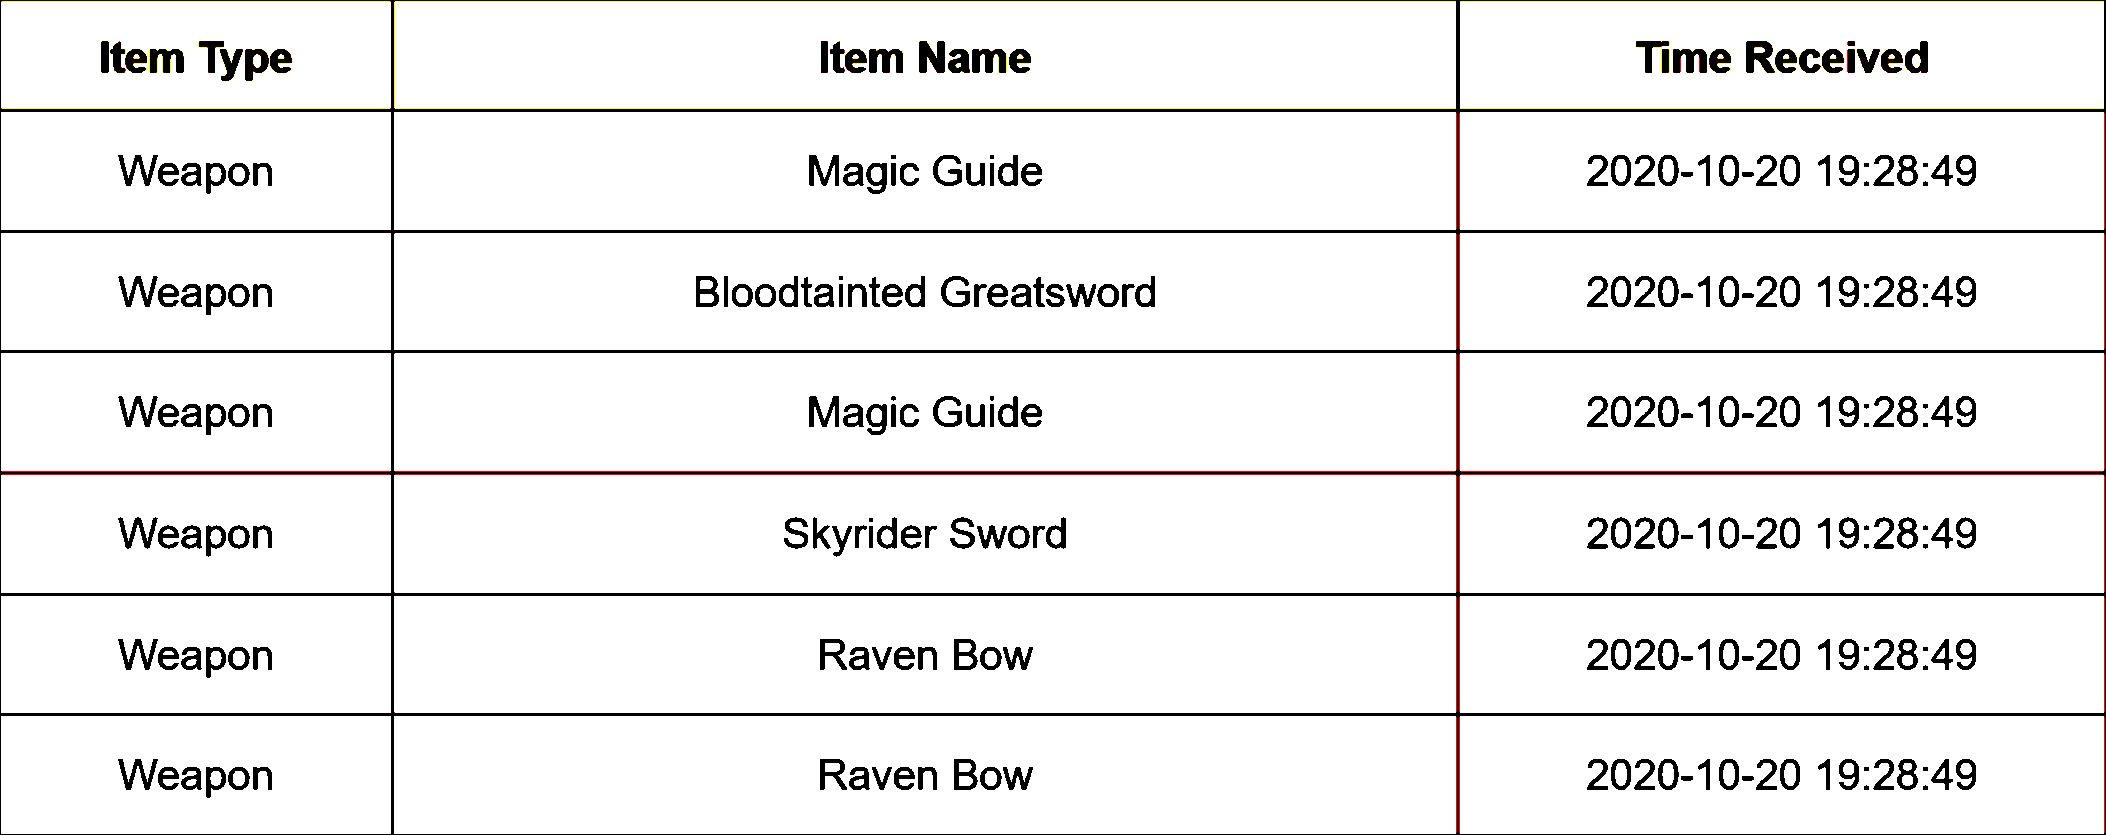 Item Type Item Name Time Received
Weapon Magic Guide 2020-10-20 19:28:49
Weapon Bloodtainted Greatsword 2020-10-20 19:28:49
Weapon Magic Guide 2020-10-20 19:28:49
Weapon Skyrider Sword 2020-10-20 19:28:49
Weapon Raven Bow 2020-10-20 19:28:49
Weapon Raven Bow 2020-10-20 19:28:49